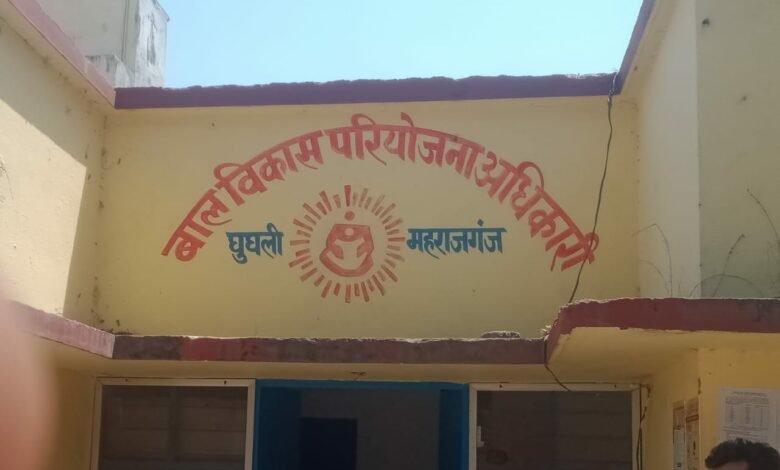 बाल विकास परियोजना अधिकारी
घुघली महराजगंज